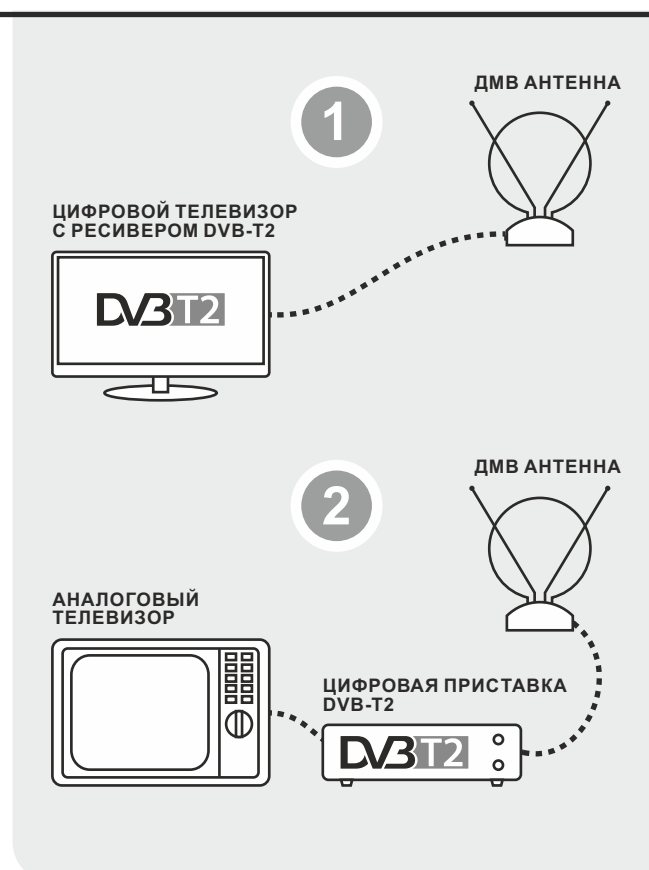 1
ДМВ АНТЕННА
ЦИФРОВОЙ ТЕЛЕВИЗОР
С РЕСИВЕРОМ DVB-T2
DVB T2
2
ДМВ АНТЕННА
АНАЛОГОВЫЙ
ТЕЛЕВИЗОР
ЦИФРОВАЯ ПРИСТАВКА
DVB-T2
DVB T2